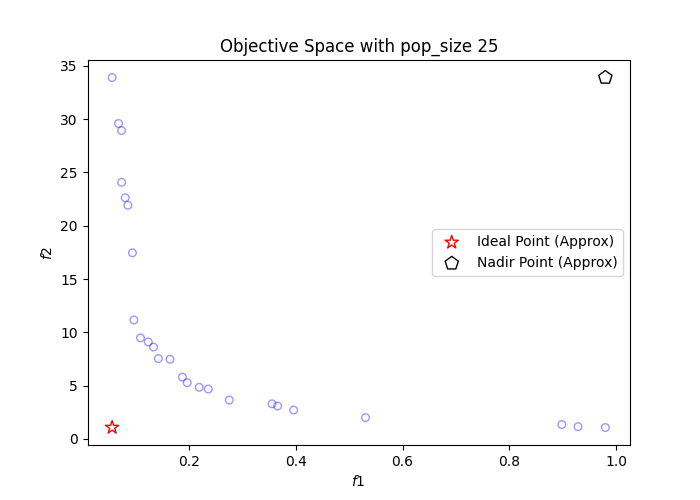 Objective Space with pop_size 25
35
30
25
20
15
10
5
0
f2
Ideal Point (Approx)
Nadir Point (Approx)
0.2
0.4
0.6
0.8
1.0
f1